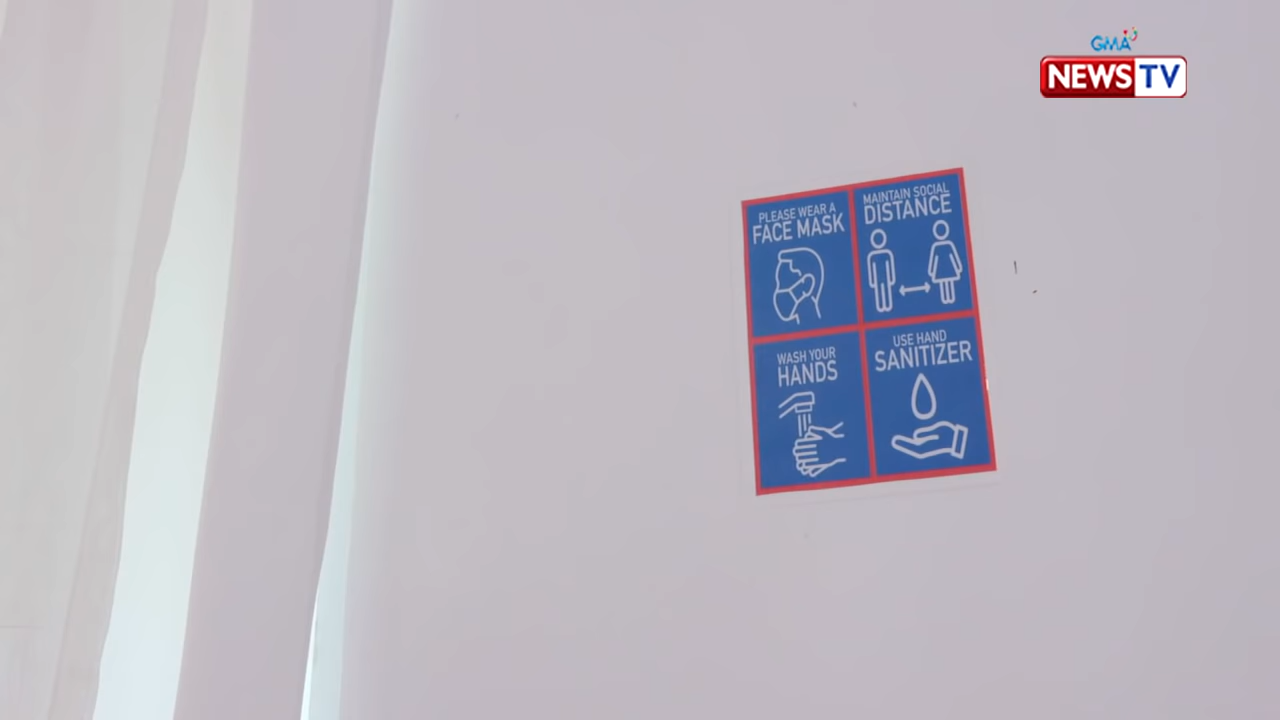 GMA
NEWS TV
PLEASE WEAR A
FACE MASK
MAINTAIN SOCIAL
DISTANCE
WASH YOUR
HANDS
USE HAND
SANITIZER